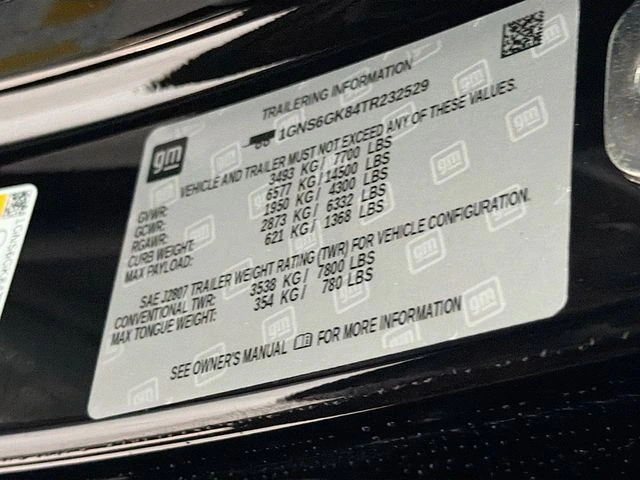 TRAILERING INFORMATION
1GNS6GK84TR232529
gm
VEHICLE AND TRAILER MUST NOT EXCEED ANY OF THESE VALUES.
GVWR: 3493 KG / 7700 LBS
GCWR: 6577 KG / 14500 LBS
RGAWR: 1950 KG / 4300 LBS
CURB WEIGHT: 2873 KG / 6332 LBS
MAX PAYLOAD: 621 KG / 1368 LBS
SAE J2807 TRAILER WEIGHT RATING (TWR) FOR VEHICLE CONFIGURATION.
CONVENTIONAL TWR: 3538 KG / 7800 LBS
MAX TONGUE WEIGHT: 354 KG / 780 LBS
SEE OWNER'S MANUAL FOR MORE INFORMATION